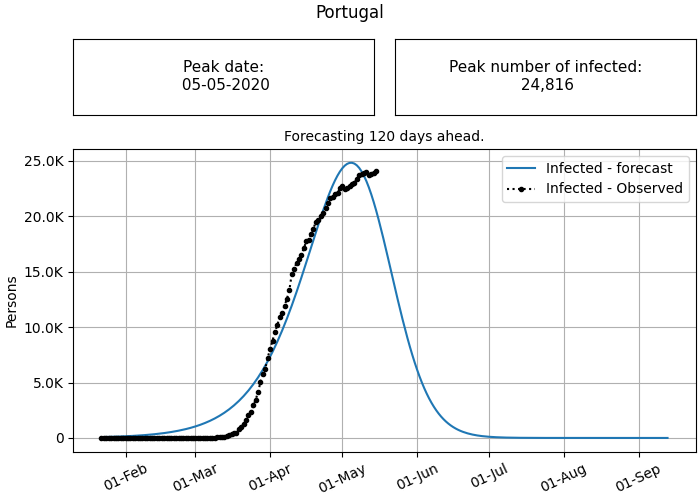 Portugal
Peak date:
05-05-2020
Peak number of infected:
24,816
Forecasting 120 days ahead.
25.0K
20.0K
15.0K
10.0K
5.0K
0
Persons
Infected - forecast
Infected - Observed
01-Feb
01-Mar
01-Apr
01-May
01-Jun
01-Jul
01-Aug
01-Sep